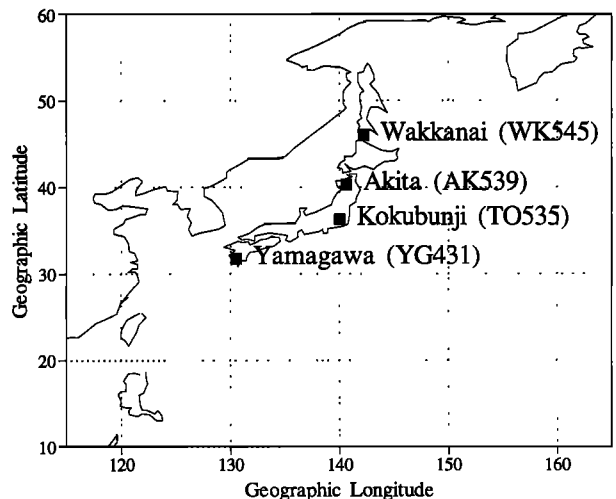 60
50
Wakkanai (WK545)
Akita (AK539)
40
Kokubunji (TO535)
Yamagawa (YG431)
30
20
10
120 130 140 150 160
Geographic Latitude
Geographic Longitude